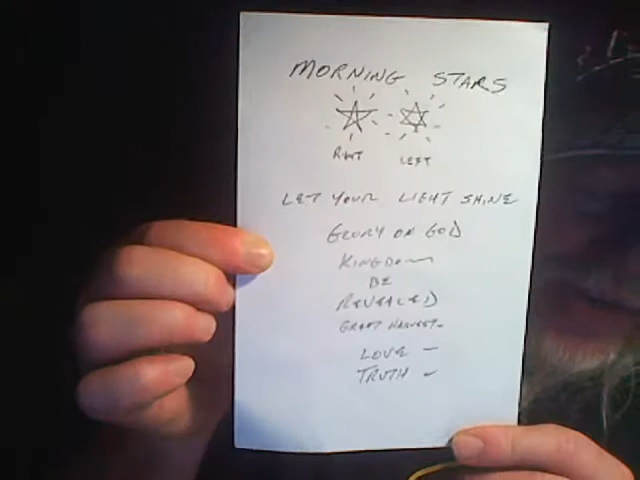 MORNING STARS
RIGHT LEFT
LET YOUR LIGHT SHINE
GLORY OF GOD
KINGDOM
BE
REVEALED
GREAT HARVEST
LOVE –
TRUTH –